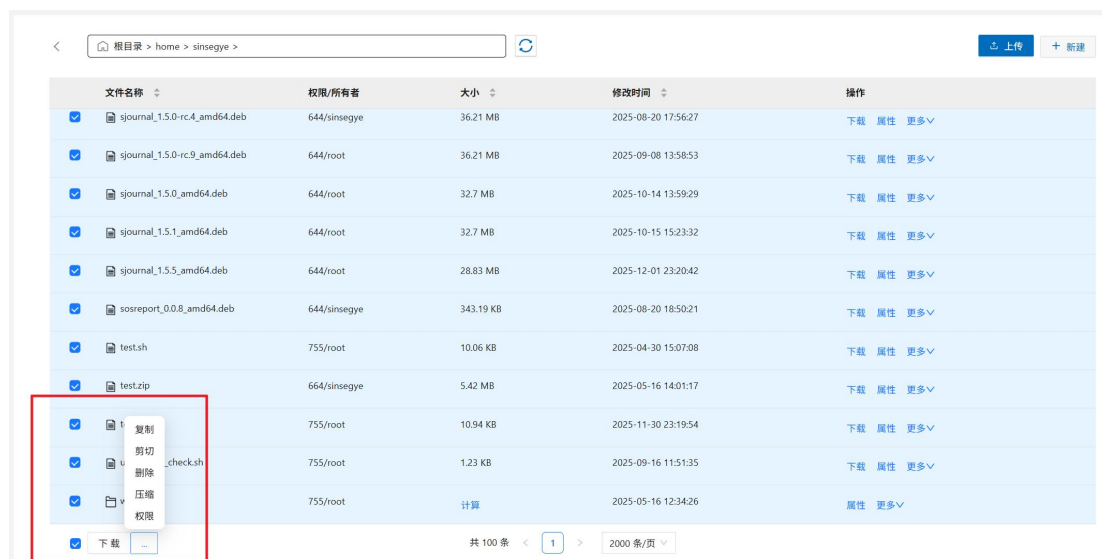 根目录 > home > sinsegye >
上传
新建
文件名称 权限/所有者 大小 修改时间 操作
sjournal_1.5.0-rc.4_amd64.deb 644/sinsegye 36.21 MB 2025-08-20 17:56:27 下载 属性 更多
sjournal_1.5.0-rc.9_amd64.deb 644/root 36.21 MB 2025-09-08 13:58:53 下载 属性 更多
sjournal_1.5.0_amd64.deb 644/root 32.7 MB 2025-10-14 13:59:29 下载 属性 更多
sjournal_1.5.1_amd64.deb 644/root 32.7 MB 2025-10-15 15:23:32 下载 属性 更多
sjournal_1.5.5_amd64.deb 644/root 28.83 MB 2025-12-01 23:20:42 下载 属性 更多
sosreport_0.0.8_amd64.deb 644/sinsegye 343.19 KB 2025-08-20 18:50:21 下载 属性 更多
test.sh 755/root 10.06 KB 2025-04-30 15:07:08 下载 属性 更多
test.zip 664/sinsegye 5.42 MB 2025-05-16 14:01:17 下载 属性 更多
755/root 10.94 KB 2025-11-30 23:19:54 下载 属性 更多
_check.sh 755/root 1.23 KB 2025-09-16 11:51:35 下载 属性 更多
755/root 计算 2025-05-16 12:34:26 属性 更多
复制
剪切
删除
压缩
权限
下载 ... 共 100 条 < 1 > 2000 条/页